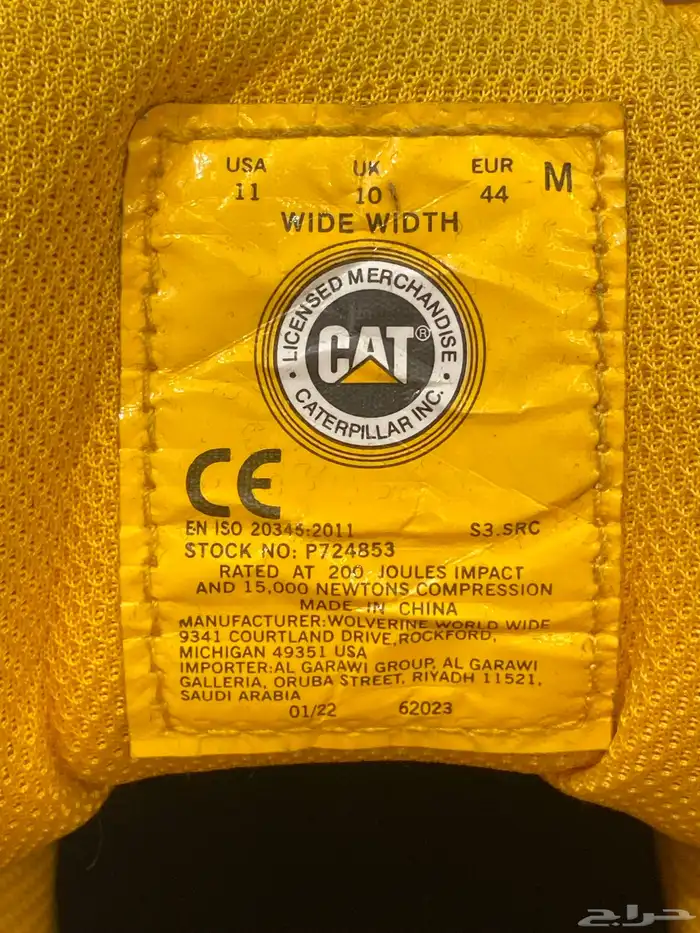 USA UK EUR M
11 10 44
WIDE WIDTH
LICENSED MERCHANDISE
CAT®
CATERPILLAR INC.
CE
EN ISO 20345:2011 S3.SRC
STOCK NO: P724853
RATED AT 200 JOULES IMPACT
AND 15,000 NEWTONS COMPRESSION
MADE IN CHINA
MANUFACTURER:WOLVERINE WORLD WIDE
9341 COURTLAND DRIVE,ROCKFORD,
MICHIGAN 49351 USA
IMPORTER:AL GARAWI GROUP, AL GARAWI
GALLERIA, ORUBA STREET, RIYADH 11521,
SAUDI ARABIA
01/22 62023
حراج